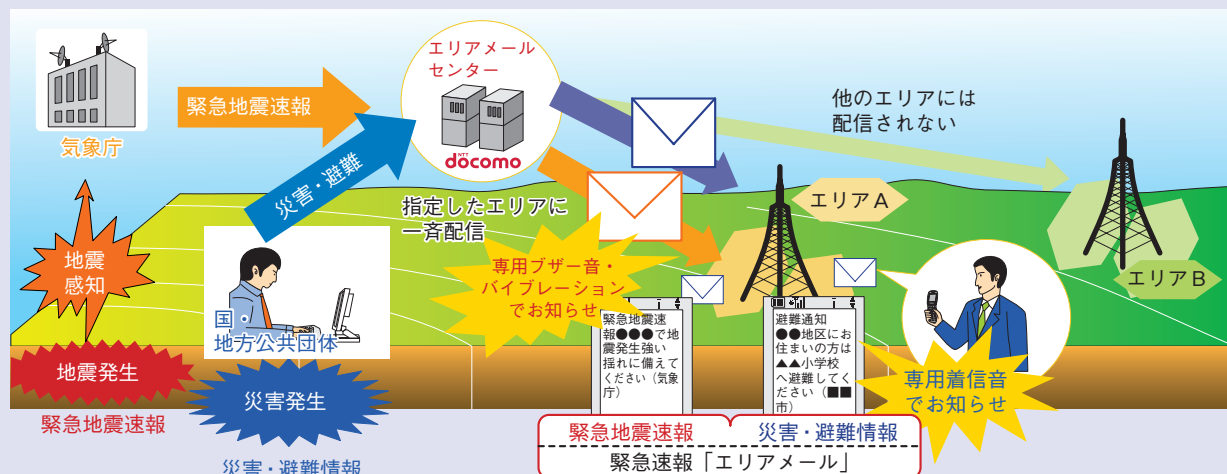 気象庁
緊急地震速報
エリアメール
センター
NTT
docomo
災害・避難
指定したエリアに
一斉配信
他のエリアには
配信されない
エリアA
エリアB
地震
感知
国・
地方公共団体
専用ブザー音・
バイブレーション
でお知らせ
緊急地震速
報●●●で地
震発生強い
揺れに備えて
ください（気象
庁）
避難通知
●●地区にお
住まいの方は
▲▲小学校
へ避難してく
ださい（■■
市）
専用着信音
でお知らせ
地震発生
緊急地震速報
災害発生
災害・避難情報
緊急地震速報
災害・避難情報
緊急速報「エリアメール」